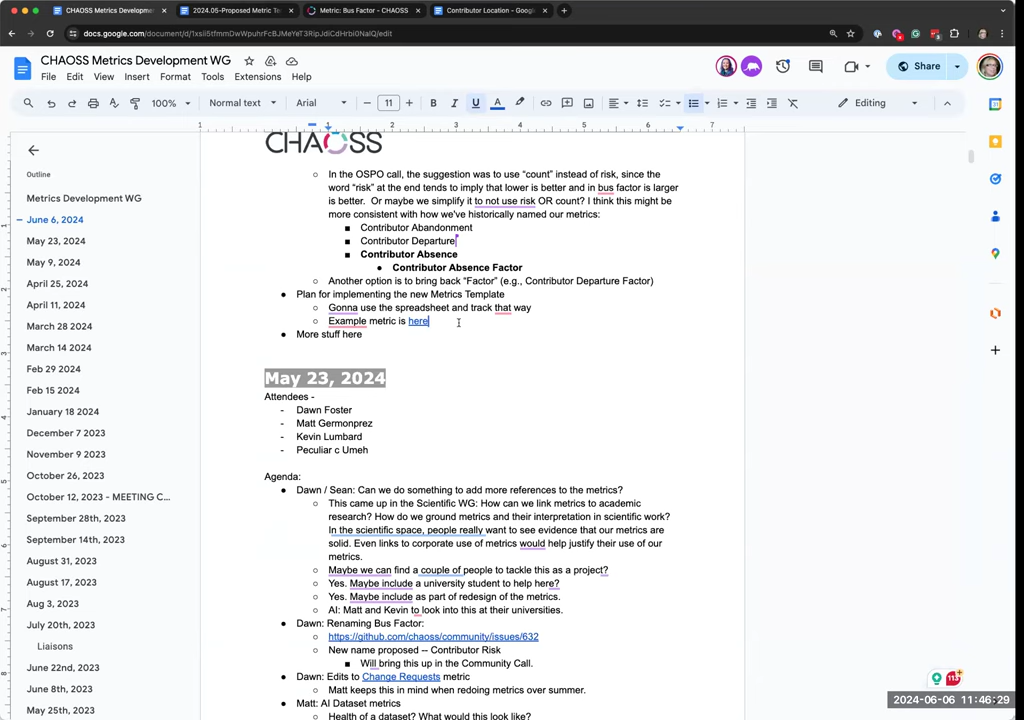 CHAOSS Metrics Development WG
2024.05-Proposed Metric Te
Metric: Bus Factor - CHAOSS
Contributor Location - Googl
docs.google.com/document/d/
/edit
CHAOSS Metrics Development WG
File Edit View Insert Format Tools Extensions Help
Share
100% Normal text Arial 11 B I U A Editing
1 1 2 3 4 5 6 7
CHAOSS
Outline
Metrics Development WG
June 6, 2024
May 23, 2024
May 9, 2024
April 25, 2024
April 11, 2024
March 28 2024
March 14 2024
Feb 29 2024
Feb 15 2024
January 18 2024
December 7 2023
November 9 2023
October 26, 2023
October 12, 2023 - MEETING C...
September 28th, 2023
September 14th, 2023
August 31, 2023
August 17, 2023
Aug 3, 2023
July 20th, 2023
Liaisons
June 22nd, 2023
June 8th, 2023
May 25th, 2023
In the OSPO call, the suggestion was to use “count” instead of risk, since the
word “risk” at the end tends to imply that lower is better and in bus factor is larger
is better. Or maybe we simplify it to not use risk OR count? I think this might be
more consistent with how we've historically named our metrics:
Contributor Abandonment
Contributor Departure
Contributor Absence
Contributor Absence Factor
Another option is to bring back “Factor” (e.g., Contributor Departure Factor)
Plan for implementing the new Metrics Template
Gonna use the spreadsheet and track that way
Example metric is here
More stuff here
May 23, 2024
Attendees -
- Dawn Foster
- Matt Germonprez
- Kevin Lumbard
- Peculiar c Umeh
Agenda:
Dawn / Sean: Can we do something to add more references to the metrics?
This came up in the Scientific WG: How can we link metrics to academic
research? How do we ground metrics and their interpretation in scientific work?
In the scientific space, people really want to see evidence that our metrics are
solid. Even links to corporate use of metrics would help justify their use of our
metrics.
Maybe we can find a couple of people to tackle this as a project?
Yes. Maybe include a university student to help here?
Yes. Maybe include as part of redesign of the metrics.
AI: Matt and Kevin to look into this at their universities.
Dawn: Renaming Bus Factor:
https://github.com/chaoss/community/issues/632
New name proposed -- Contributor Risk
Will bring this up in the Community Call.
Dawn: Edits to Change Requests metric
Matt keeps this in mind when redoing metrics over summer.
Matt: AI Dataset metrics
Health of a dataset? What would this look like?
113
2024-06-06 11:46:29